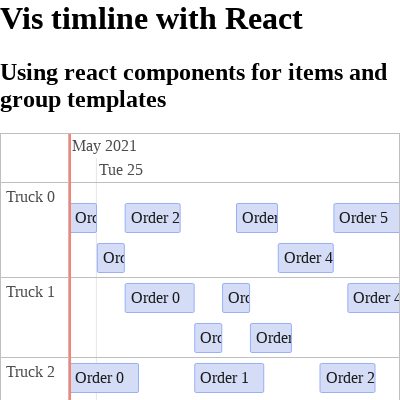 Vis timline with React
Using react components for items and
group templates
May 2021
Tue 25
Truck 0
Ord
Order 2
Order
Order 5
Ord
Order 4
Truck 1
Order 0
Ord
Order 4
Ord
Order
Truck 2
Order 0
Order 1
Order 2